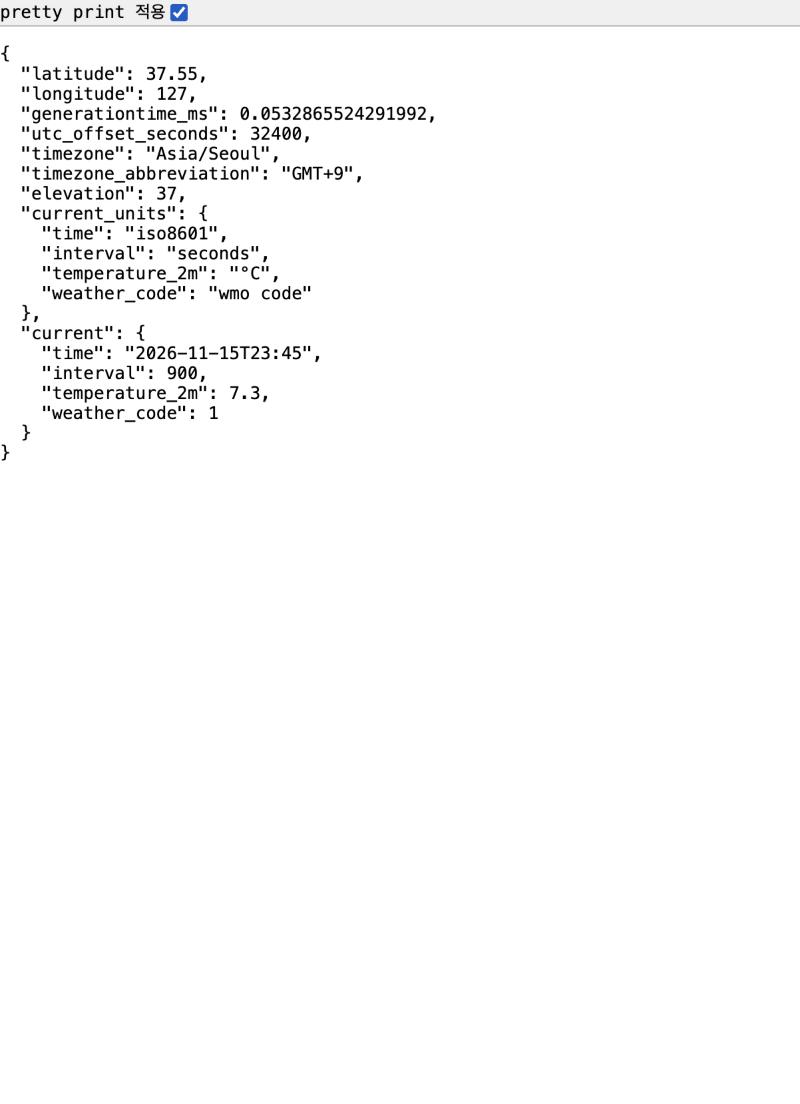 pretty print 적용
{
  "latitude": 37.55,
  "longitude": 127,
  "generationtime_ms": 0.0532865524291992,
  "utc_offset_seconds": 32400,
  "timezone": "Asia/Seoul",
  "timezone_abbreviation": "GMT+9",
  "elevation": 37,
  "current_units": {
    "time": "iso8601",
    "interval": "seconds",
    "temperature_2m": "°C",
    "weather_code": "wmo code"
  },
  "current": {
    "time": "2026-11-15T23:45",
    "interval": 900,
    "temperature_2m": 7.3,
    "weather_code": 1
  }
}